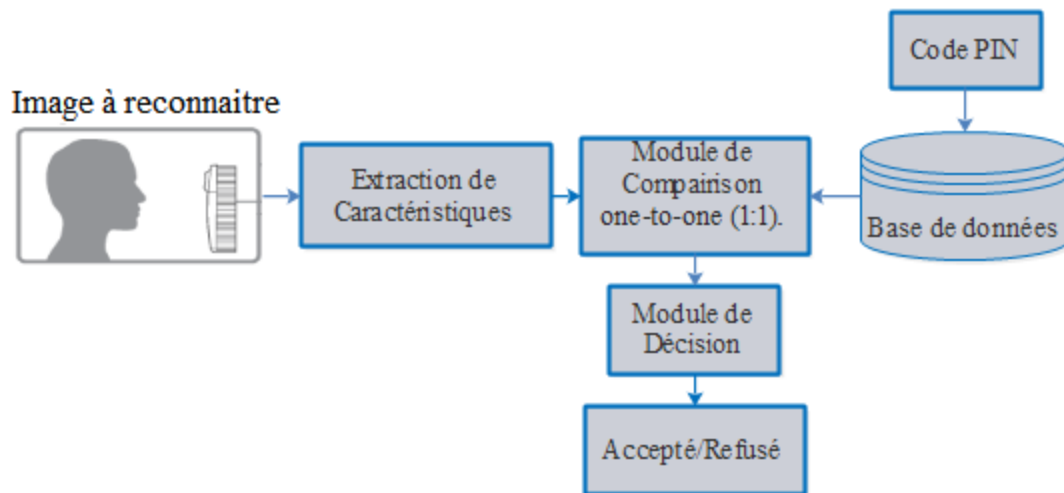 Code PIN
Image à reconnaitre
Extraction de
Caractéristiques
Module de
Compairison
one-to-one (1:1).
Base de données
Module de
Décision
Accepté/Refusé